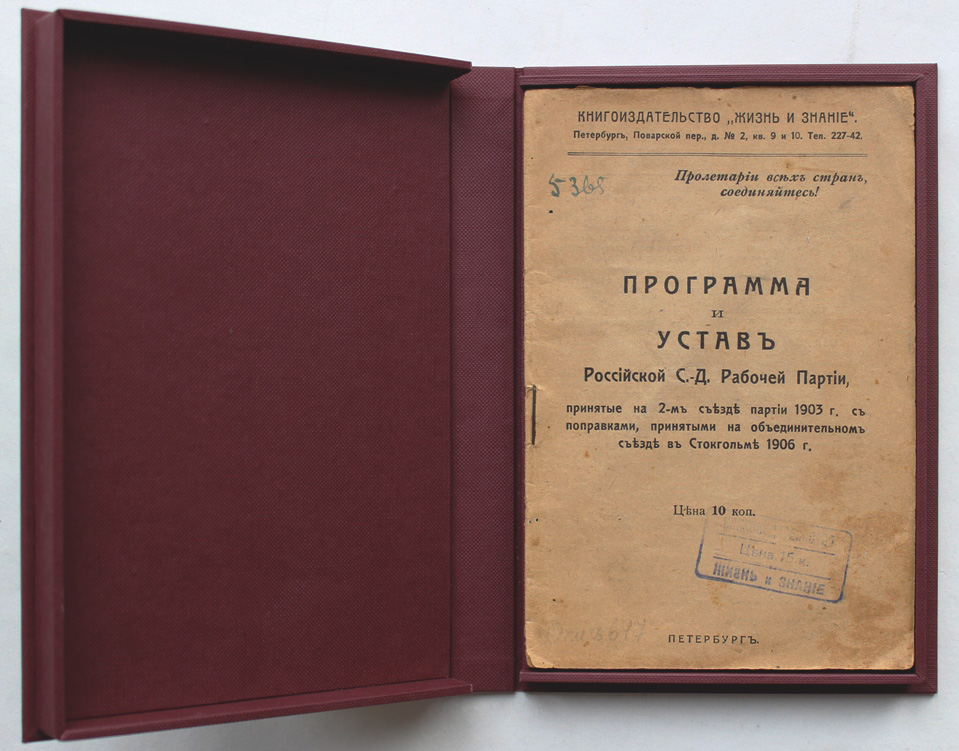 КНИГОИЗДАТЕЛЬСТВО „ЖИЗНЬ И ЗНАНІЕ“.
Петербургъ, Поварской пер., д. № 2, кв. 9 и 10. Тел. 227-42.
Пролетаріи всѣхъ странъ,
соединяйтесь!
ПРОГРАММА
И
УСТАВЪ
Россійской С.-Д. Рабочей Партіи,
принятые на 2-мъ съѣздѣ партіи 1903 г. съ
поправками, принятыми на объединительномъ
съѣздѣ въ Стокгольмѣ 1906 г.
Цѣна 10 коп.
Цѣна 15 к.
ЖИЗНЬ и ЗНАНІЕ
ПЕТЕРБУРГЪ.